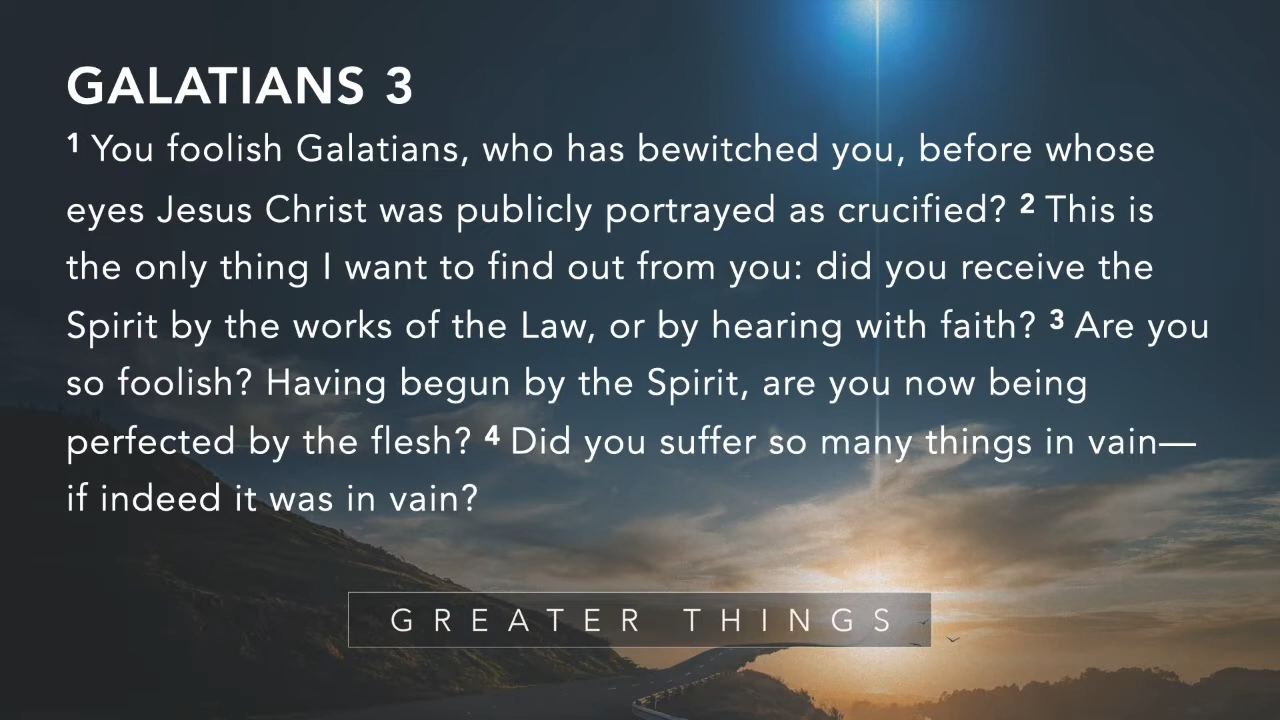 GALATIANS 3
1 You foolish Galatians, who has bewitched you, before whose
eyes Jesus Christ was publicly portrayed as crucified? 2 This is
the only thing I want to find out from you: did you receive the
Spirit by the works of the Law, or by hearing with faith? 3 Are you
so foolish? Having begun by the Spirit, are you now being
perfected by the flesh? 4 Did you suffer so many things in vain—
if indeed it was in vain?
GREATER THINGS